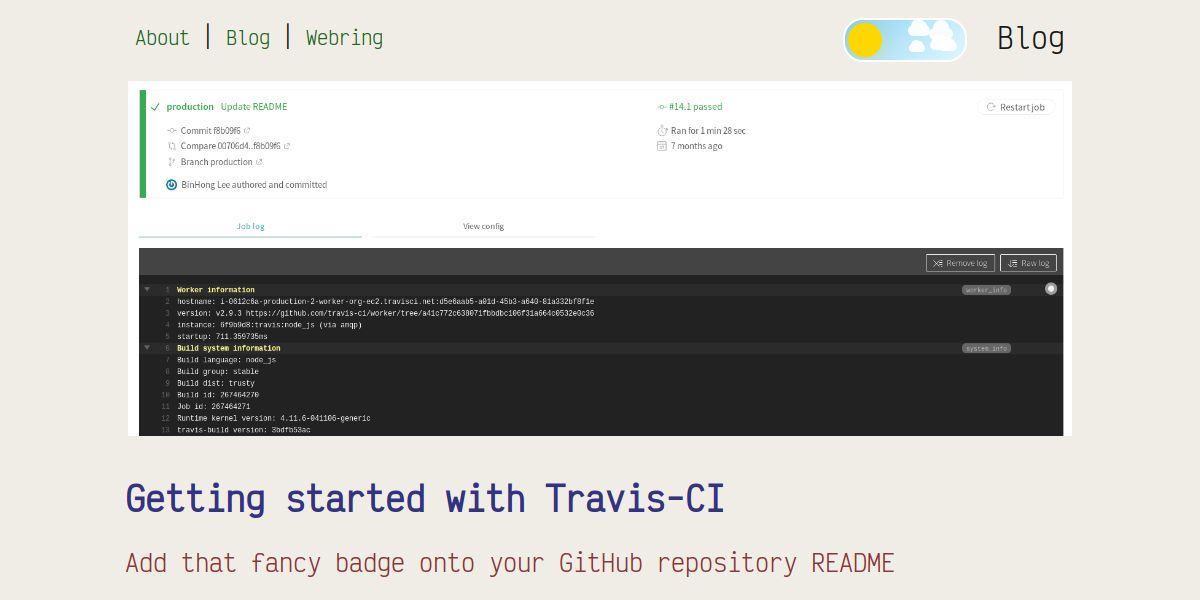 About | Blog | Webring
Blog
production Update README
#14.1 passed
Restart job
Commit f8b09f6
Ran for 1 min 28 sec
Compare 00706d4..f8b09f6
7 months ago
Branch production
BinHong Lee authored and committed
Job log
View config
Remove log
Raw log
1 Worker information
worker_info
2 hostname: i-0612c6a-production-2-worker-org-ec2.travisci.net:d5e6aab5-a01d-45b3-a640-81a332bf8f1e
3 version: v2.9.3 https://github.com/travis-ci/worker/tree/a41c772c638071fbbdbc106f31a664c0532e0c36
4 instance: 6f9b9d8:travis:node_js (via amqp)
5 startup: 711.356735ms
6 Build system information
system_info
7 Build language: node_js
8 Build group: stable
9 Build dist: trusty
10 Build id: 267464270
11 Job id: 267464271
12 Runtime kernel version: 4.11.6-041106-generic
13 travis-build version: 3bdfb53ac
Getting started with Travis-CI
Add that fancy badge onto your GitHub repository README